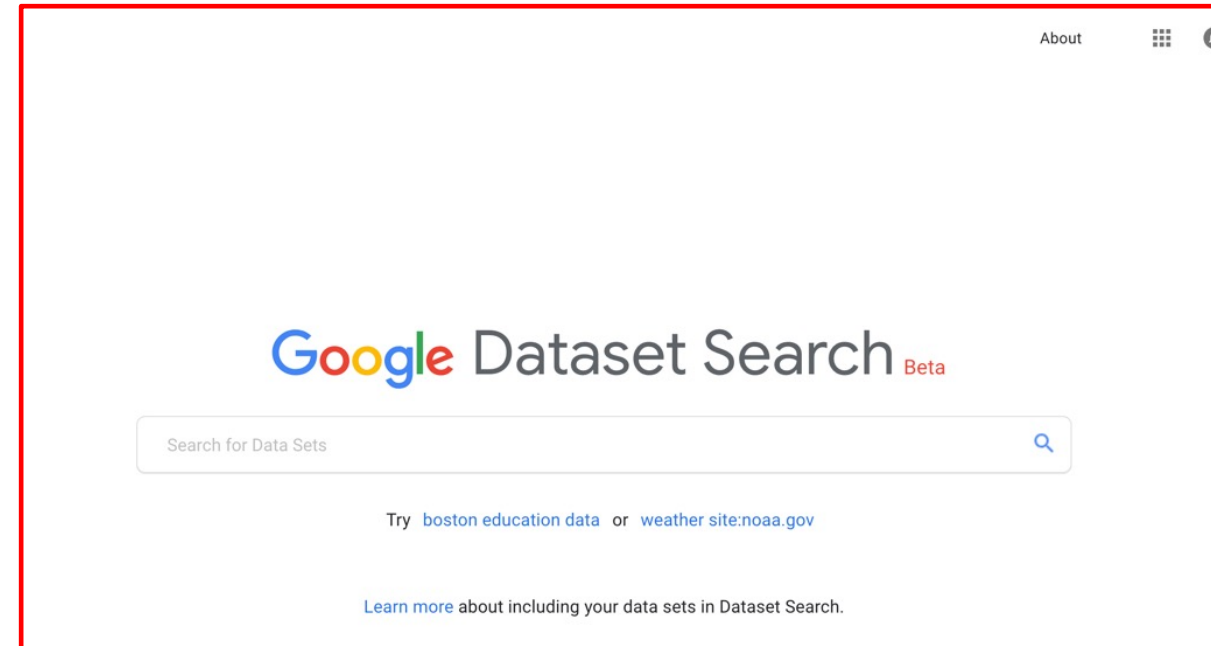 About
Google Dataset Search Beta
Search for Data Sets
Try boston education data or weather site:noaa.gov
Learn more about including your data sets in Dataset Search.